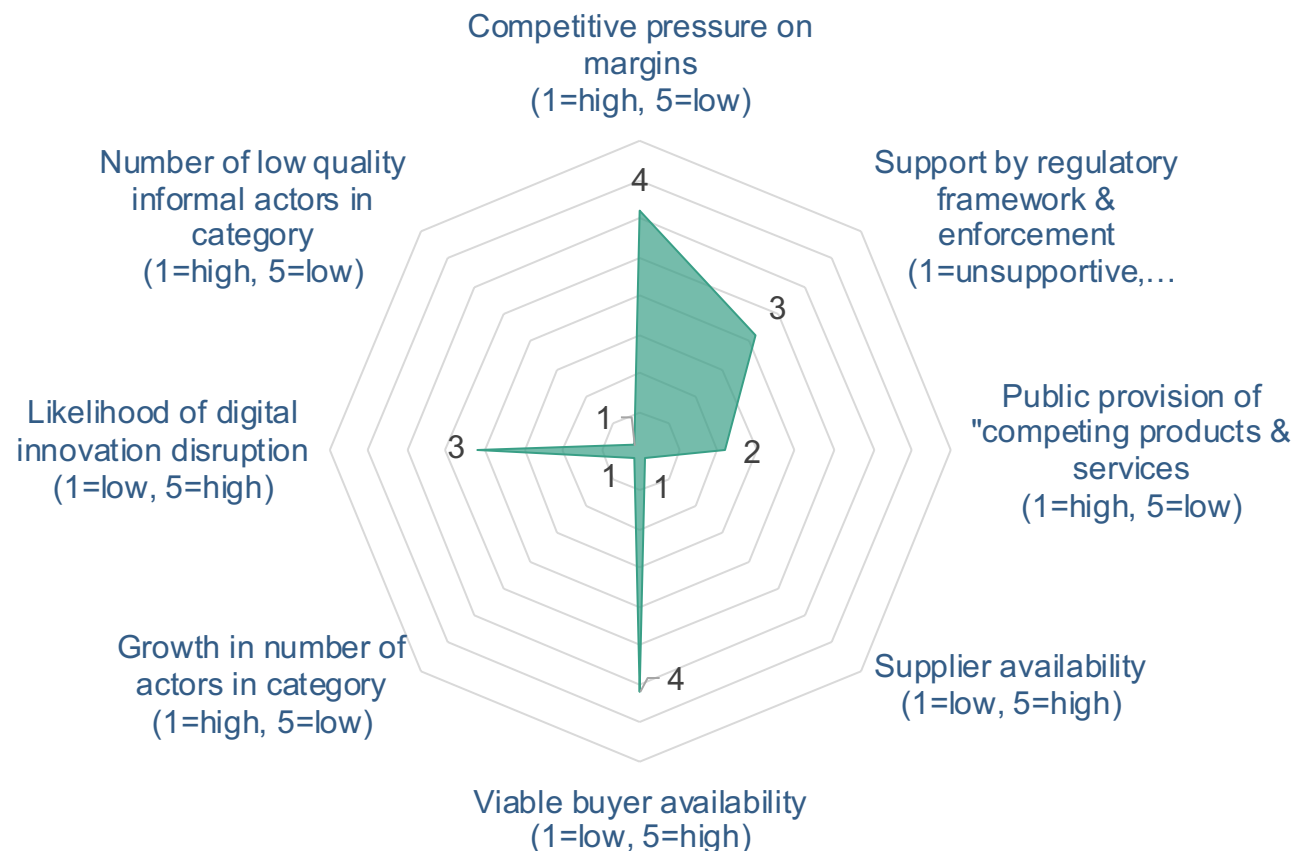 Competitive pressure on
margins
(1=high, 5=low)
Support by regulatory
framework &
enforcement
(1=unsupportive,…
Public provision of
"competing products &
services
(1=high, 5=low)
Supplier availability
(1=low, 5=high)
Viable buyer availability
(1=low, 5=high)
Growth in number of
actors in category
(1=high, 5=low)
Likelihood of digital
innovation disruption
(1=low, 5=high)
Number of low quality
informal actors in
category
(1=high, 5=low)
4
3
2
1
4
1
3
1